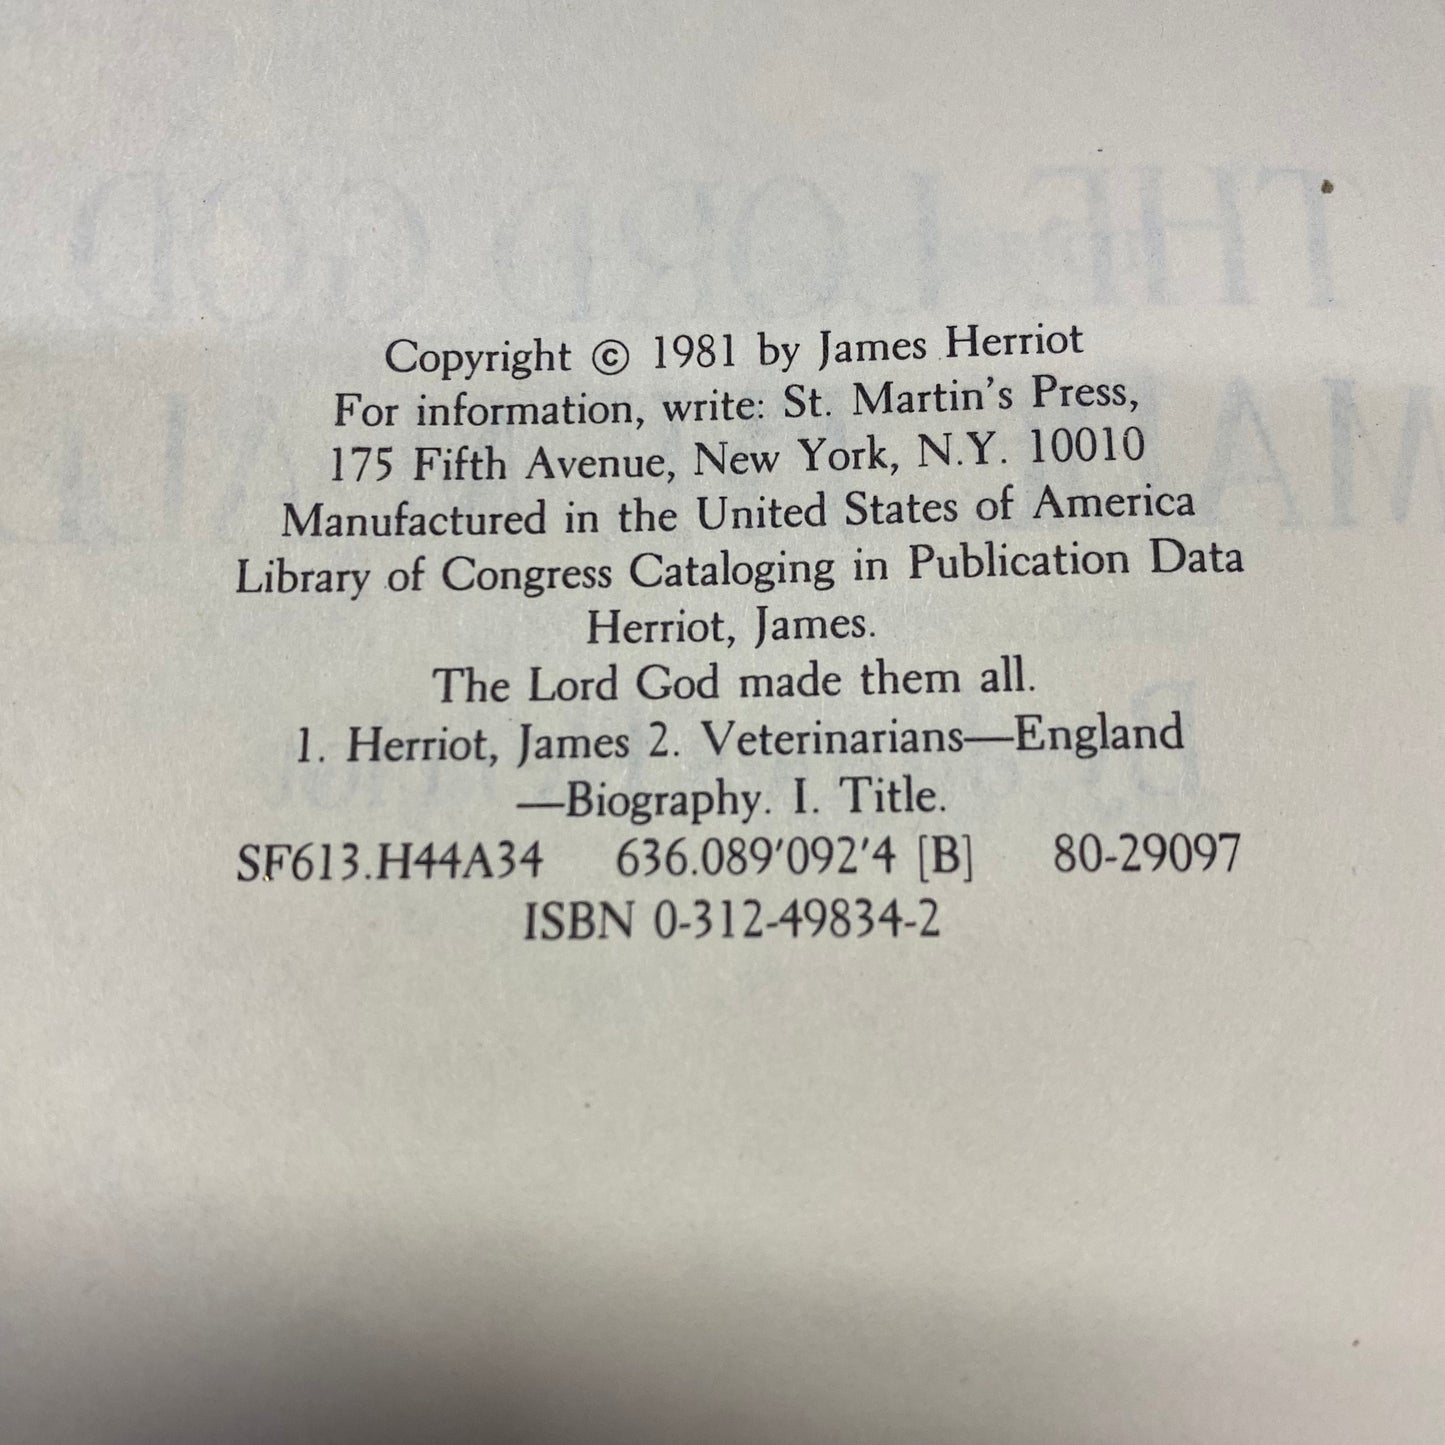 Copyright © 1981 by James Herriot
For information, write: St. Martin's Press,
175 Fifth Avenue, New York, N.Y. 10010
Manufactured in the United States of America
Library of Congress Cataloging in Publication Data
Herriot, James.
The Lord God made them all.
1. Herriot, James 2. Veterinarians—England
—Biography. I. Title.
SF613.H44A34 636.089'092'4 [B] 80-29097
ISBN 0-312-49834-2